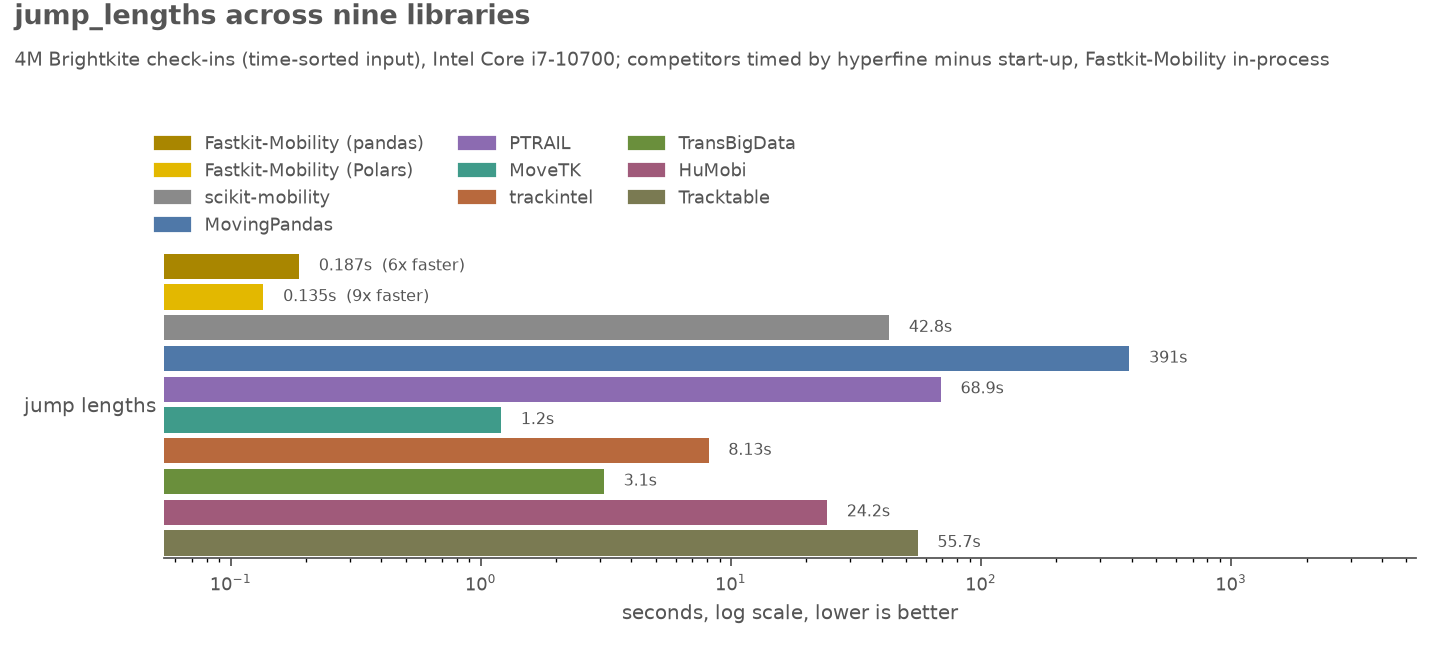 jump_lengths across nine libraries
4M Brightkite check-ins (time-sorted input), Intel Core i7-10700; competitors timed by hyperfine minus start-up, Fastkit-Mobility in-process
Fastkit-Mobility (pandas)
Fastkit-Mobility (Polars)
scikit-mobility
MovingPandas
PTRAIL
MoveTK
trackintel
TransBigData
HuMobi
Tracktable
0.187s (6x faster)
0.135s (9x faster)
42.8s
391s
68.9s
jump lengths
1.2s
8.13s
3.1s
24.2s
55.7s
10⁻¹ 10⁰ 10¹ 10² 10³
seconds, log scale, lower is better